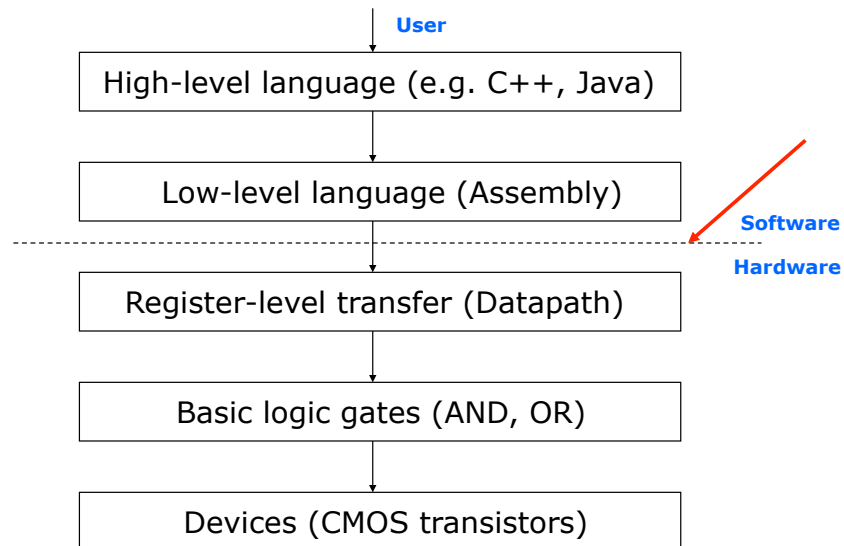 User
High-level language (e.g. C++, Java)
Low-level language (Assembly)
Software
Hardware
Register-level transfer (Datapath)
Basic logic gates (AND, OR)
Devices (CMOS transistors)